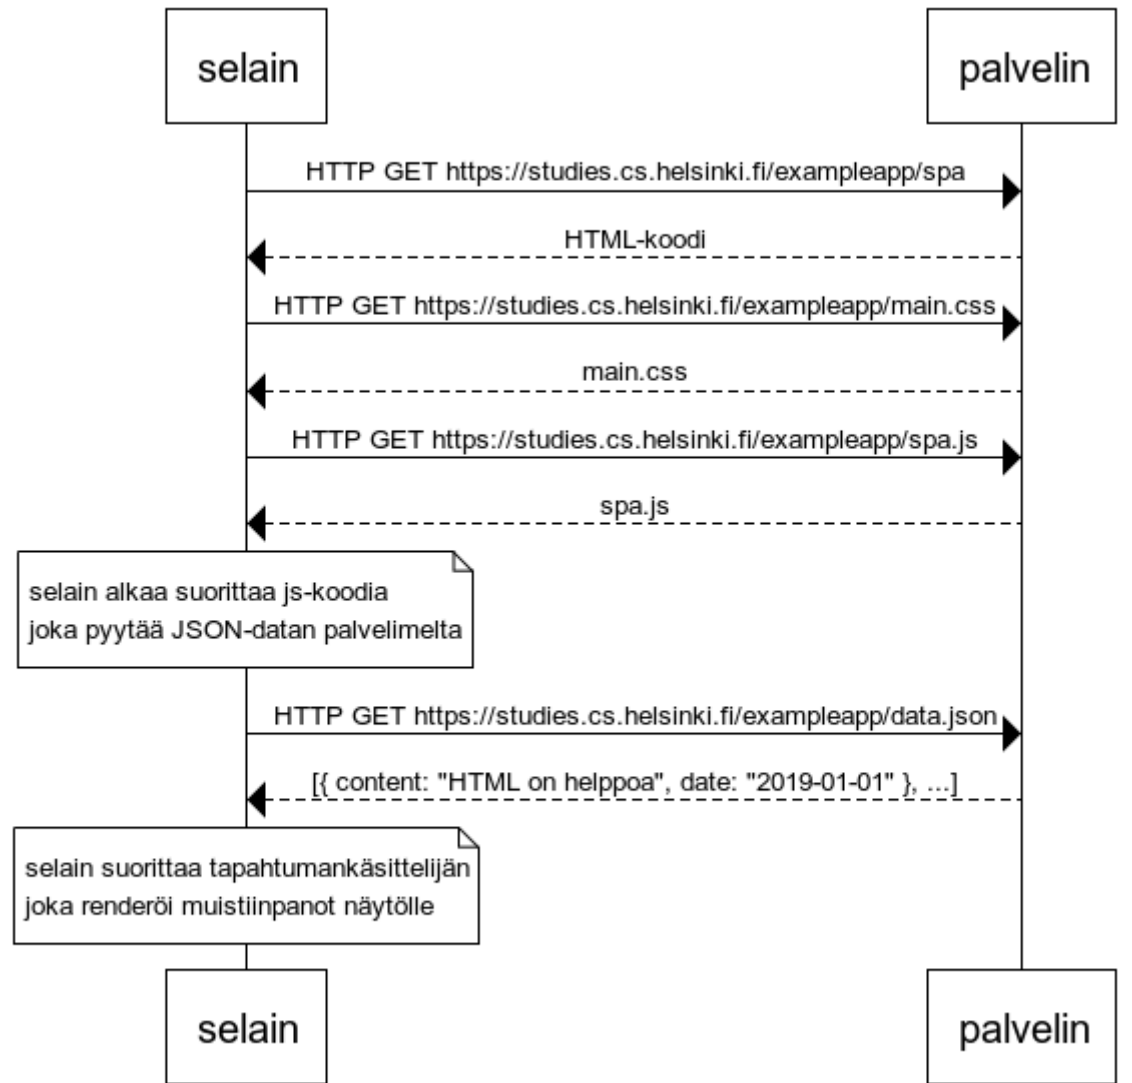 selain
palvelin
HTTP GET https://studies.cs.helsinki.fi/exampleapp/spa
HTML-koodi
HTTP GET https://studies.cs.helsinki.fi/exampleapp/main.css
main.css
HTTP GET https://studies.cs.helsinki.fi/exampleapp/spa.js
spa.js
selain alkaa suorittaa js-koodia
joka pyytää JSON-datan palvelimelta
HTTP GET https://studies.cs.helsinki.fi/exampleapp/data.json
[{ content: "HTML on helppoa", date: "2019-01-01" }, ...]
selain suorittaa tapahtumankäsittelijän
joka renderöi muistiinpanot näytölle
selain
palvelin